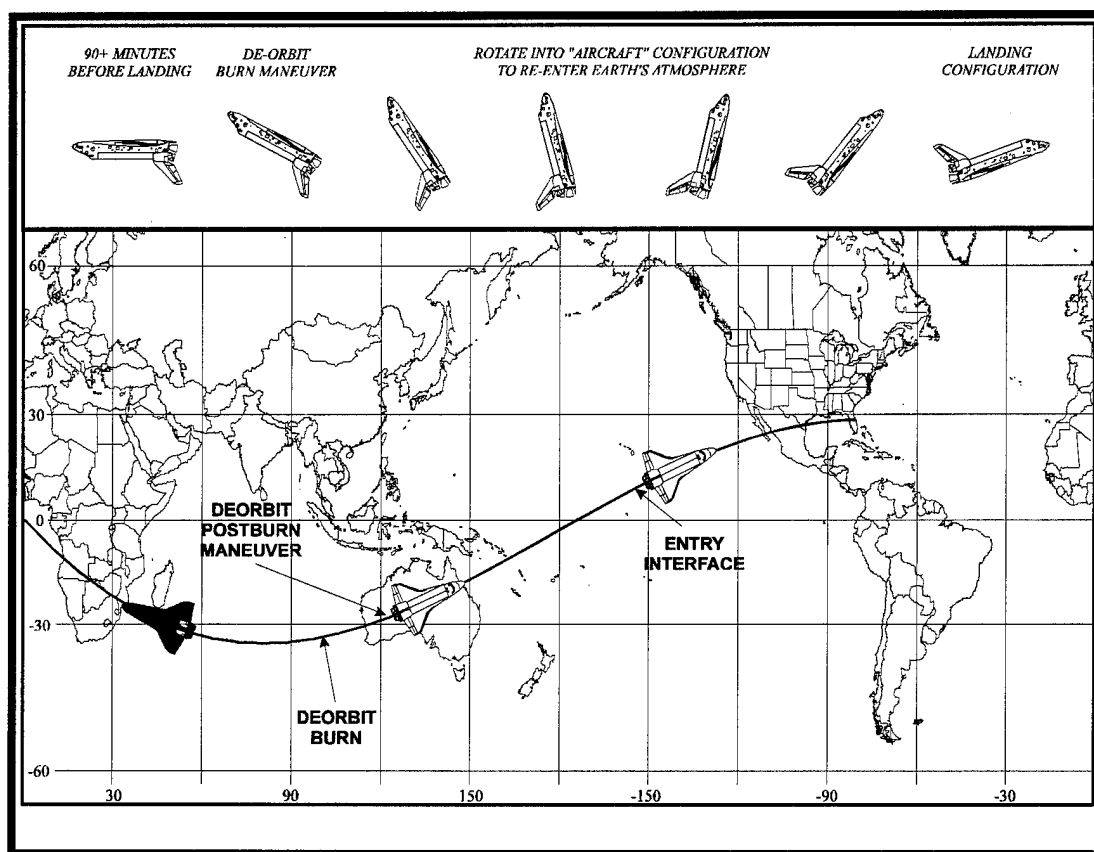 90+ MINUTES
BEFORE LANDING
DE-ORBIT
BURN MANEUVER
ROTATE INTO "AIRCRAFT" CONFIGURATION
TO RE-ENTER EARTH'S ATMOSPHERE
LANDING
CONFIGURATION
60
30
0
-30
-60
DEORBIT
POSTBURN
MANEUVER
ENTRY
INTERFACE
DEORBIT
BURN
30
90
150
-150
-90
-30